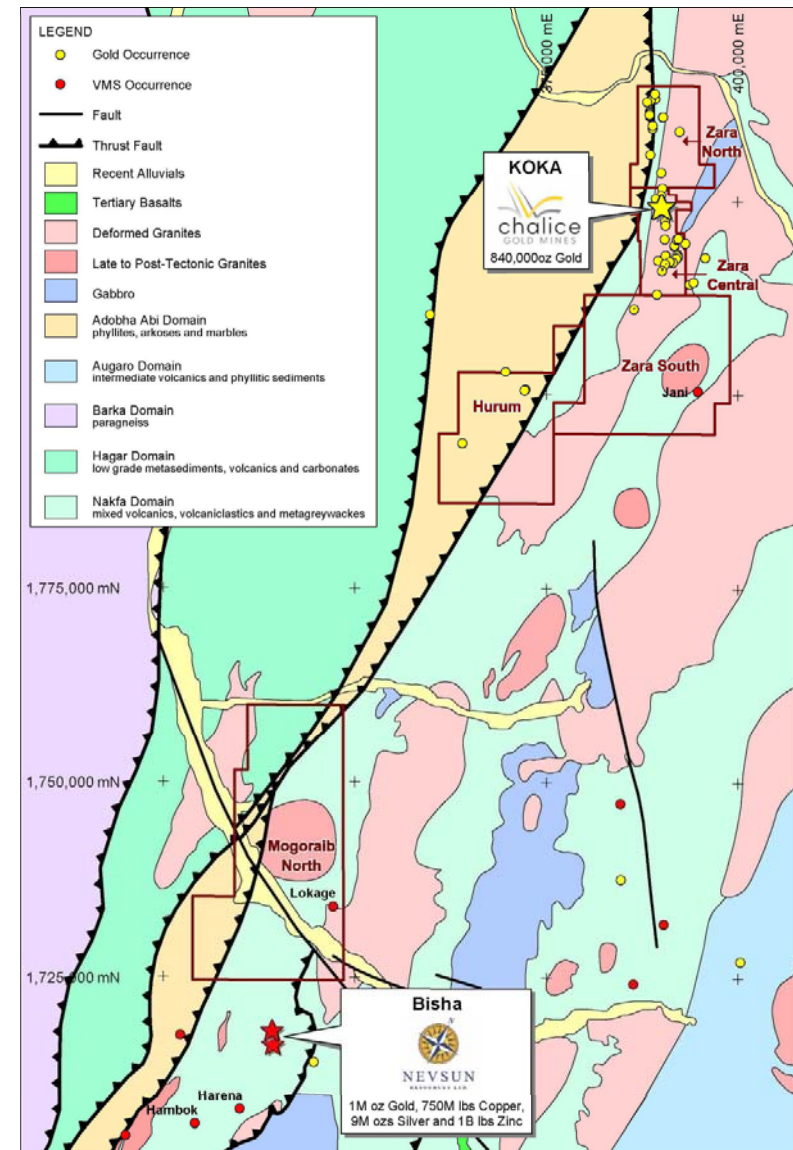 LEGEND
Gold Occurrence
VMS Occurrence
Fault
Thrust Fault
Recent Alluvials
Tertiary Basalts
Deformed Granites
Late to Post-Tectonic Granites
Gabbro
Adobha Abi Domain
phyllites, arkoses and marbles
Augaro Domain
intermediate volcanics and phyllitic sediments
Barka Domain
paragneiss
Hagar Domain
low grade metasediments, volcanics and carbonates
Nakfa Domain
mixed volcanics, volcaniclastics and metagreywackes
400,000 mE
Zara
North
KOKA
chalice
GOLD MINES
840,000oz Gold
Zara
Central
Zara South
Jani
Hurum
1,775,000 mN
1,750,000 mN
Mogoraib
North
Lokage
Bisha
N
NEVSUN
RESOURCES LTD.
1M oz Gold, 750M lbs Copper,
9M ozs Silver and 1B lbs Zinc
Harena
Hambok